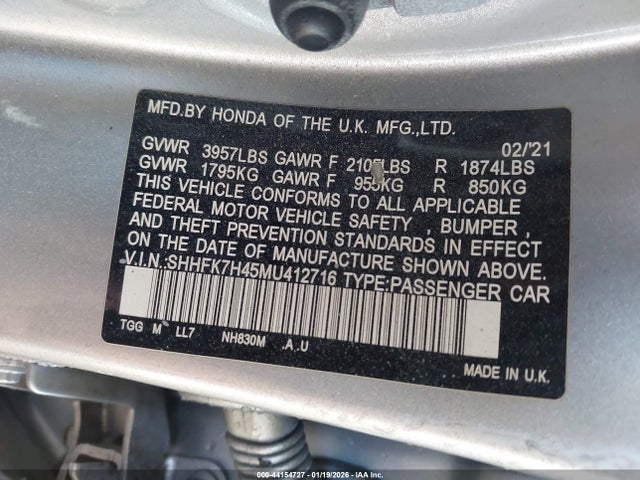 MFD.BY HONDA OF THE U.K. MFG.,LTD.
02/'21
GVWR 3957LBS GAWR F 2105LBS R 1874LBS
GVWR 1795KG GAWR F 955KG R 850KG
THIS VEHICLE CONFORMS TO ALL APPLICABLE
FEDERAL MOTOR VEHICLE SAFETY , BUMPER ,
AND THEFT PREVENTION STANDARDS IN EFFECT
ON THE DATE OF MANUFACTURE SHOWN ABOVE.
V.I.N.:SHHFK7H45MU412716 TYPE:PASSENGER CAR
TGG M LL7 NH830M .A.U
MADE IN U.K.
000-44154727 - 01/19/2026 - IAA Inc.